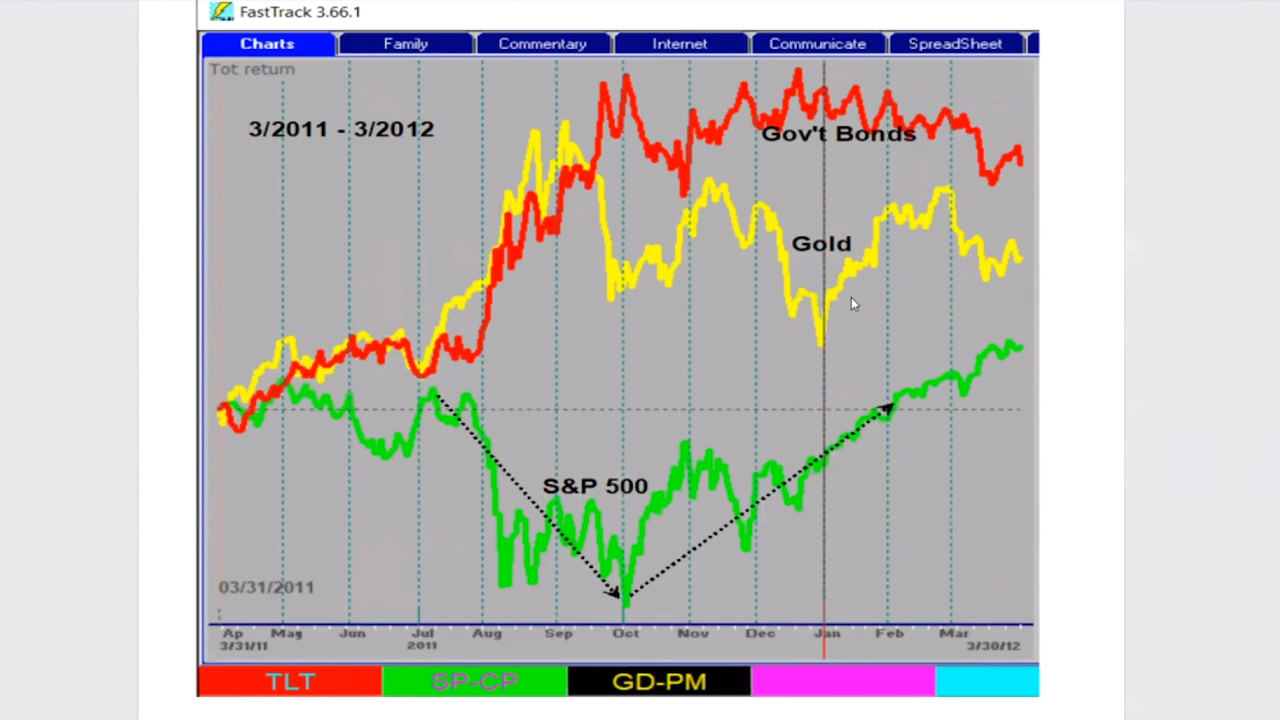 FastTrack 3.66.1
Charts Family Commentary Internet Communicate SpreadSheet
Tot return
3/2011 - 3/2012
Gov't Bonds
Gold
S&P 500
03/31/2011
Ap May Jun Jul Aug Sep Oct Nov Dec Jan Feb Mar
3/31/11 2011 3/30/12
TLT SP-CP GD-PM